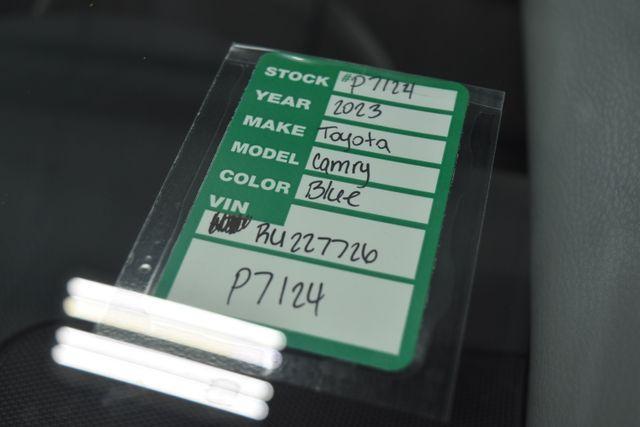 STOCK #P7124
YEAR 2023
MAKE Toyota
MODEL Camry
COLOR Blue
VIN
RU227726
P7124